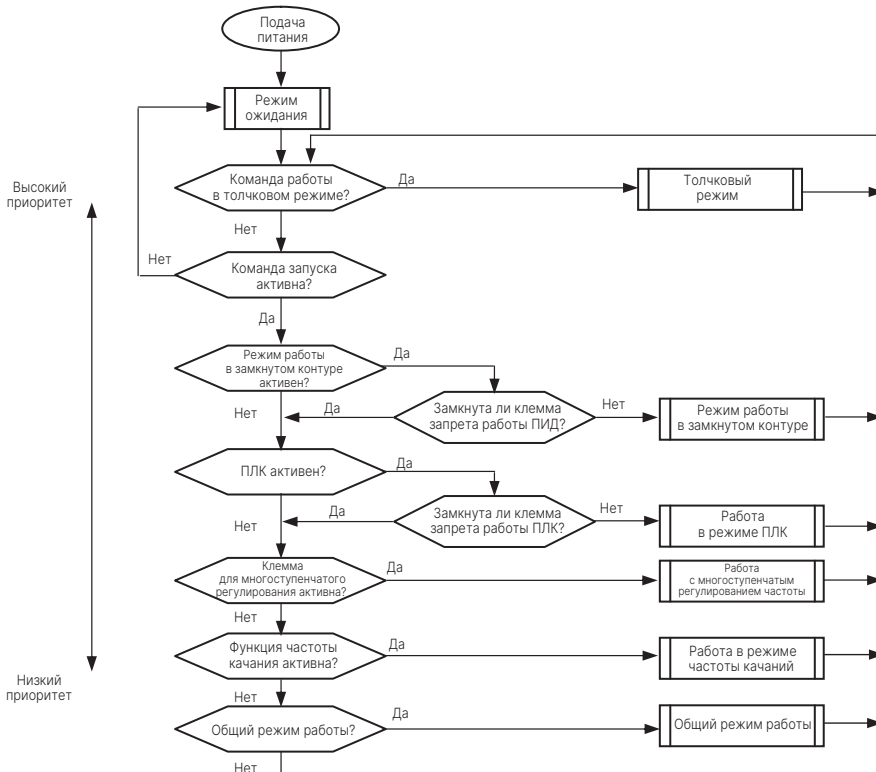 Подача
питания
Режим
ожидания
Высокий
приоритет
Команда работы
в толчковом режиме?
Да
Толчковый
режим
Нет
Нет
Команда запуска
активна?
Да
Режим работы
в замкнутом контуре
активен?
Да
Нет
Да
Замкнута ли клемма
запрета работы ПИД?
Нет
Режим работы
в замкнутом контуре
ПЛК активен?
Да
Нет
Да
Замкнута ли клемма
запрета работы ПЛК?
Нет
Работа
в режиме ПЛК
Клемма
для многоступенчатого
регулирования активна?
Да
Работа
с многоступенчатым
регулированием частоты
Нет
Функция частоты
качания активна?
Да
Работа в режиме
частоты качаний
Низкий
приоритет
Нет
Общий режим работы?
Да
Общий режим работы
Нет